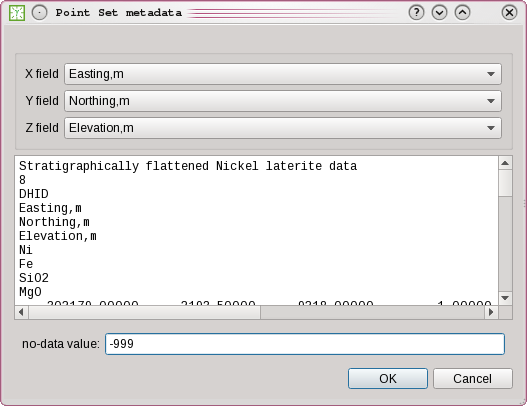 Point Set metadata
X field Easting,m
Y field Northing,m
Z field Elevation,m
Stratigraphically flattened Nickel laterite data
8
DHID
Easting,m
Northing,m
Elevation,m
Ni
Fe
SiO2
MgO
no-data value: -999
OK Cancel